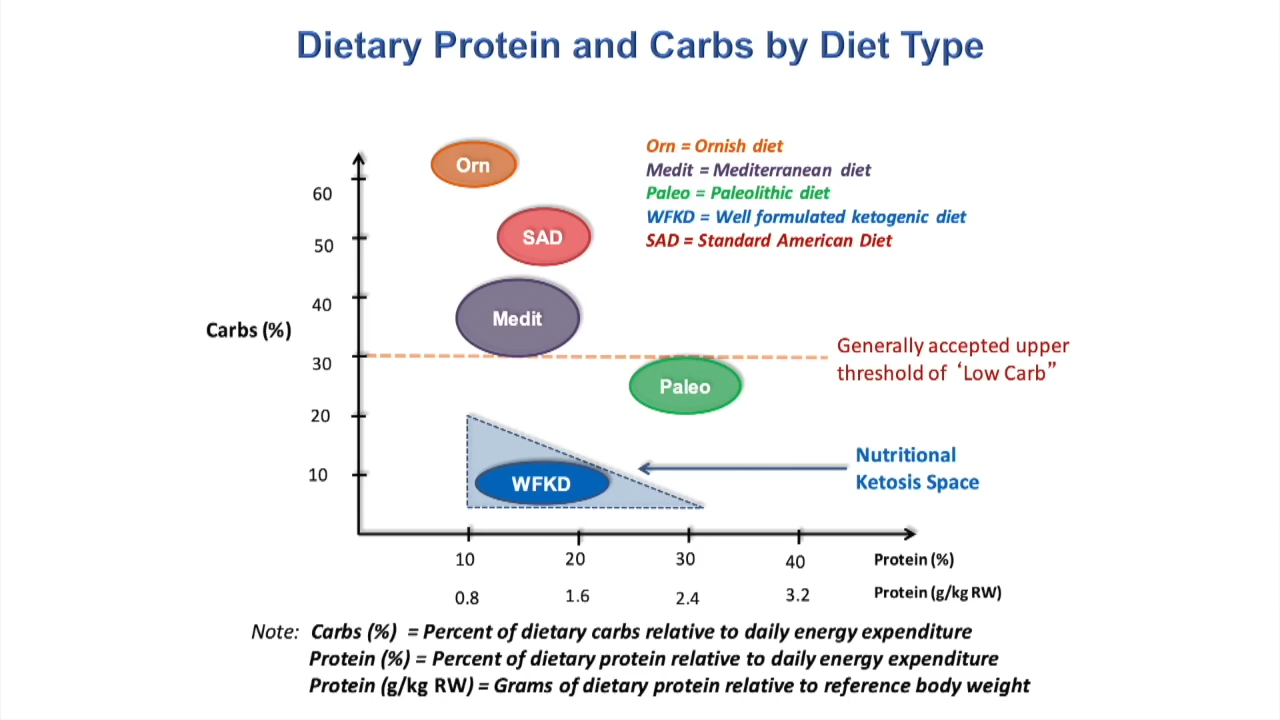 Dietary Protein and Carbs by Diet Type
Orn
SAD
Medit
Paleo
WFKD
Orn = Ornish diet
Medit = Mediterranean diet
Paleo = Paleolithic diet
WFKD = Well formulated ketogenic diet
SAD = Standard American Diet
60
50
40
30
20
10
Carbs (%)
Generally accepted upper
threshold of ‘Low Carb”
Nutritional
Ketosis Space
10 20 30 40 Protein (%)
0.8 1.6 2.4 3.2 Protein (g/kg RW)
Note: Carbs (%) = Percent of dietary carbs relative to daily energy expenditure
Protein (%) = Percent of dietary protein relative to daily energy expenditure
Protein (g/kg RW) = Grams of dietary protein relative to reference body weight